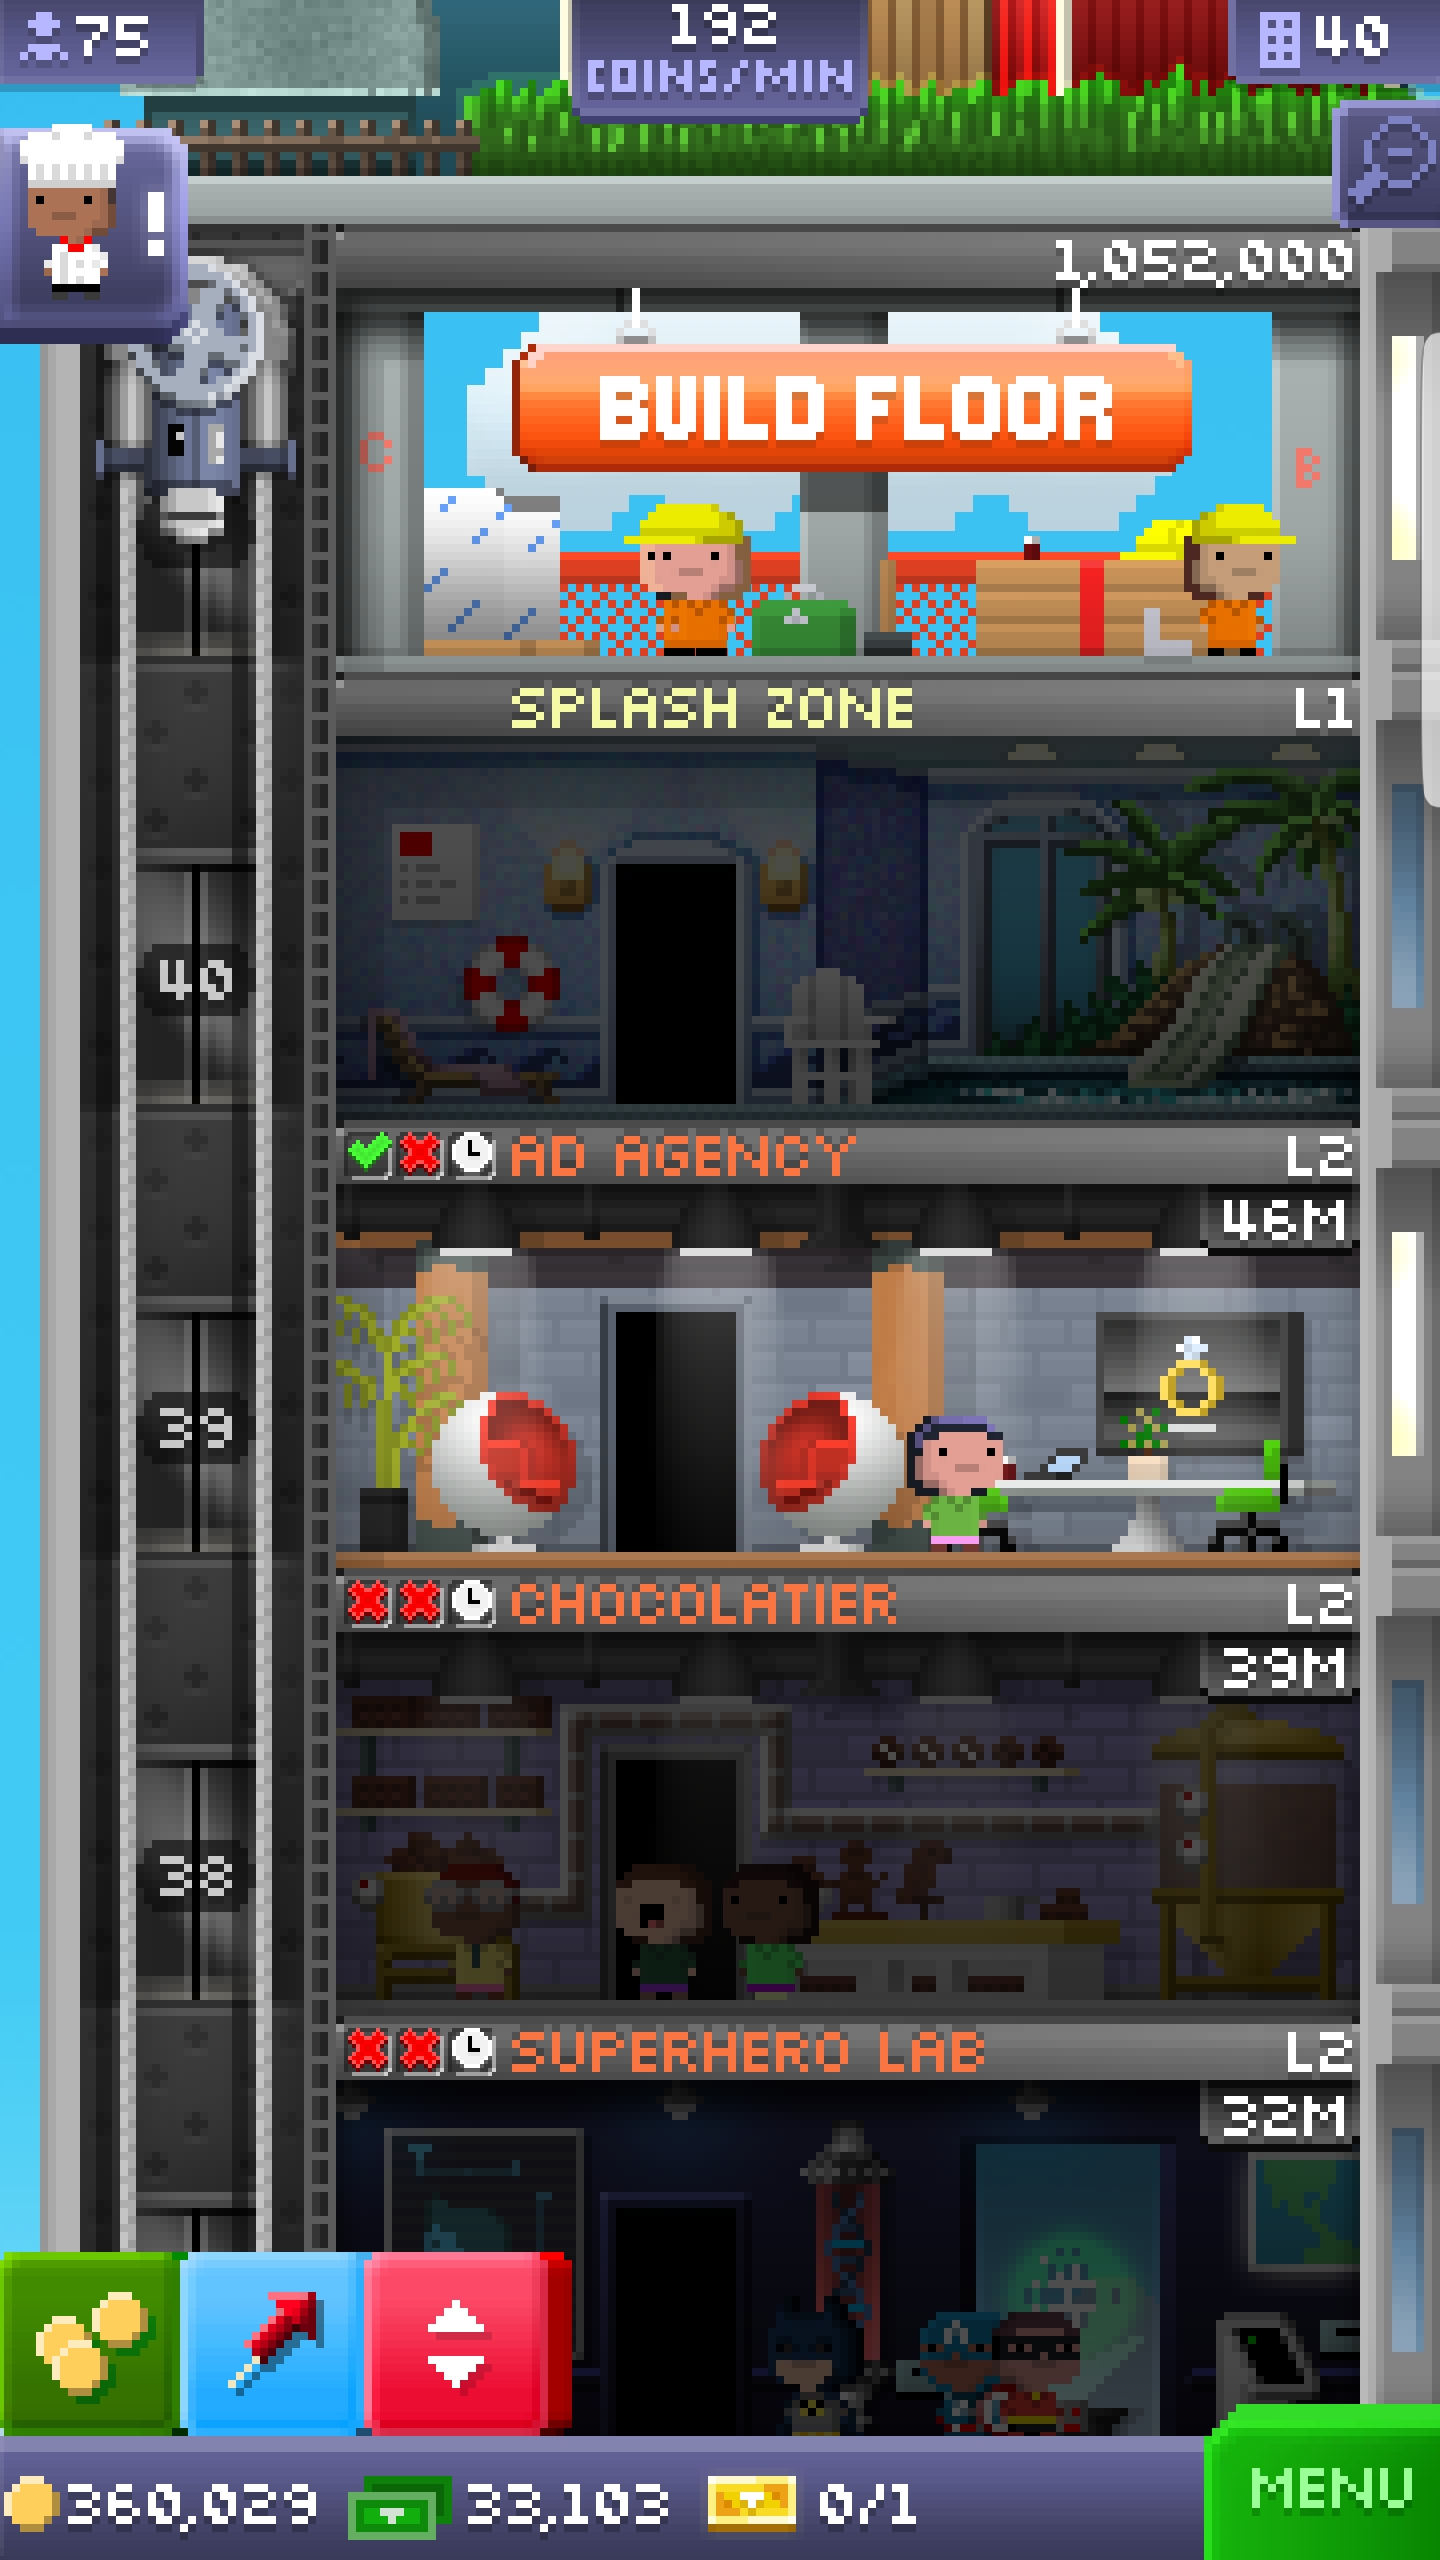 75
192
COINS/MIN
40
!
1,052,000
BUILD FLOOR
C
B
SPLASH ZONE
L1
40
AD AGENCY
L2
46M
39
CHOCOLATIER
L2
39M
38
SUPERHERO LAB
L2
32M
360,029
33,103
0/1
MENU